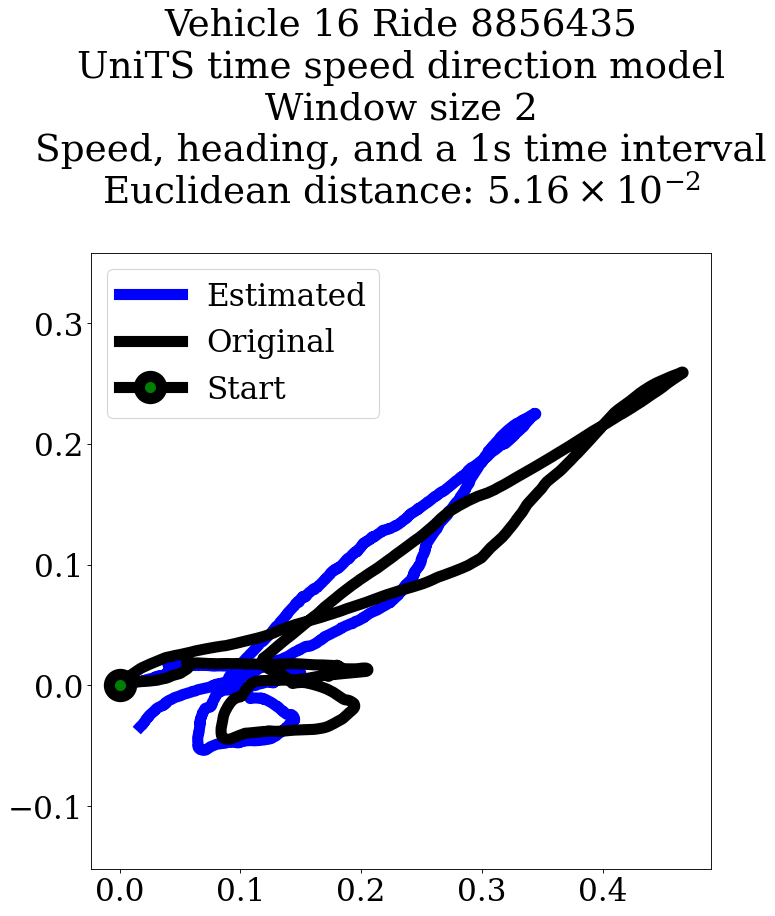 Vehicle 16 Ride 8856435
UniTS time speed direction model
Window size 2
Speed, heading, and a 1s time interval
Euclidean distance: 5.16 × 10⁻²
Estimated
Original
Start
0.3
0.2
0.1
0.0
−0.1
0.0 0.1 0.2 0.3 0.4